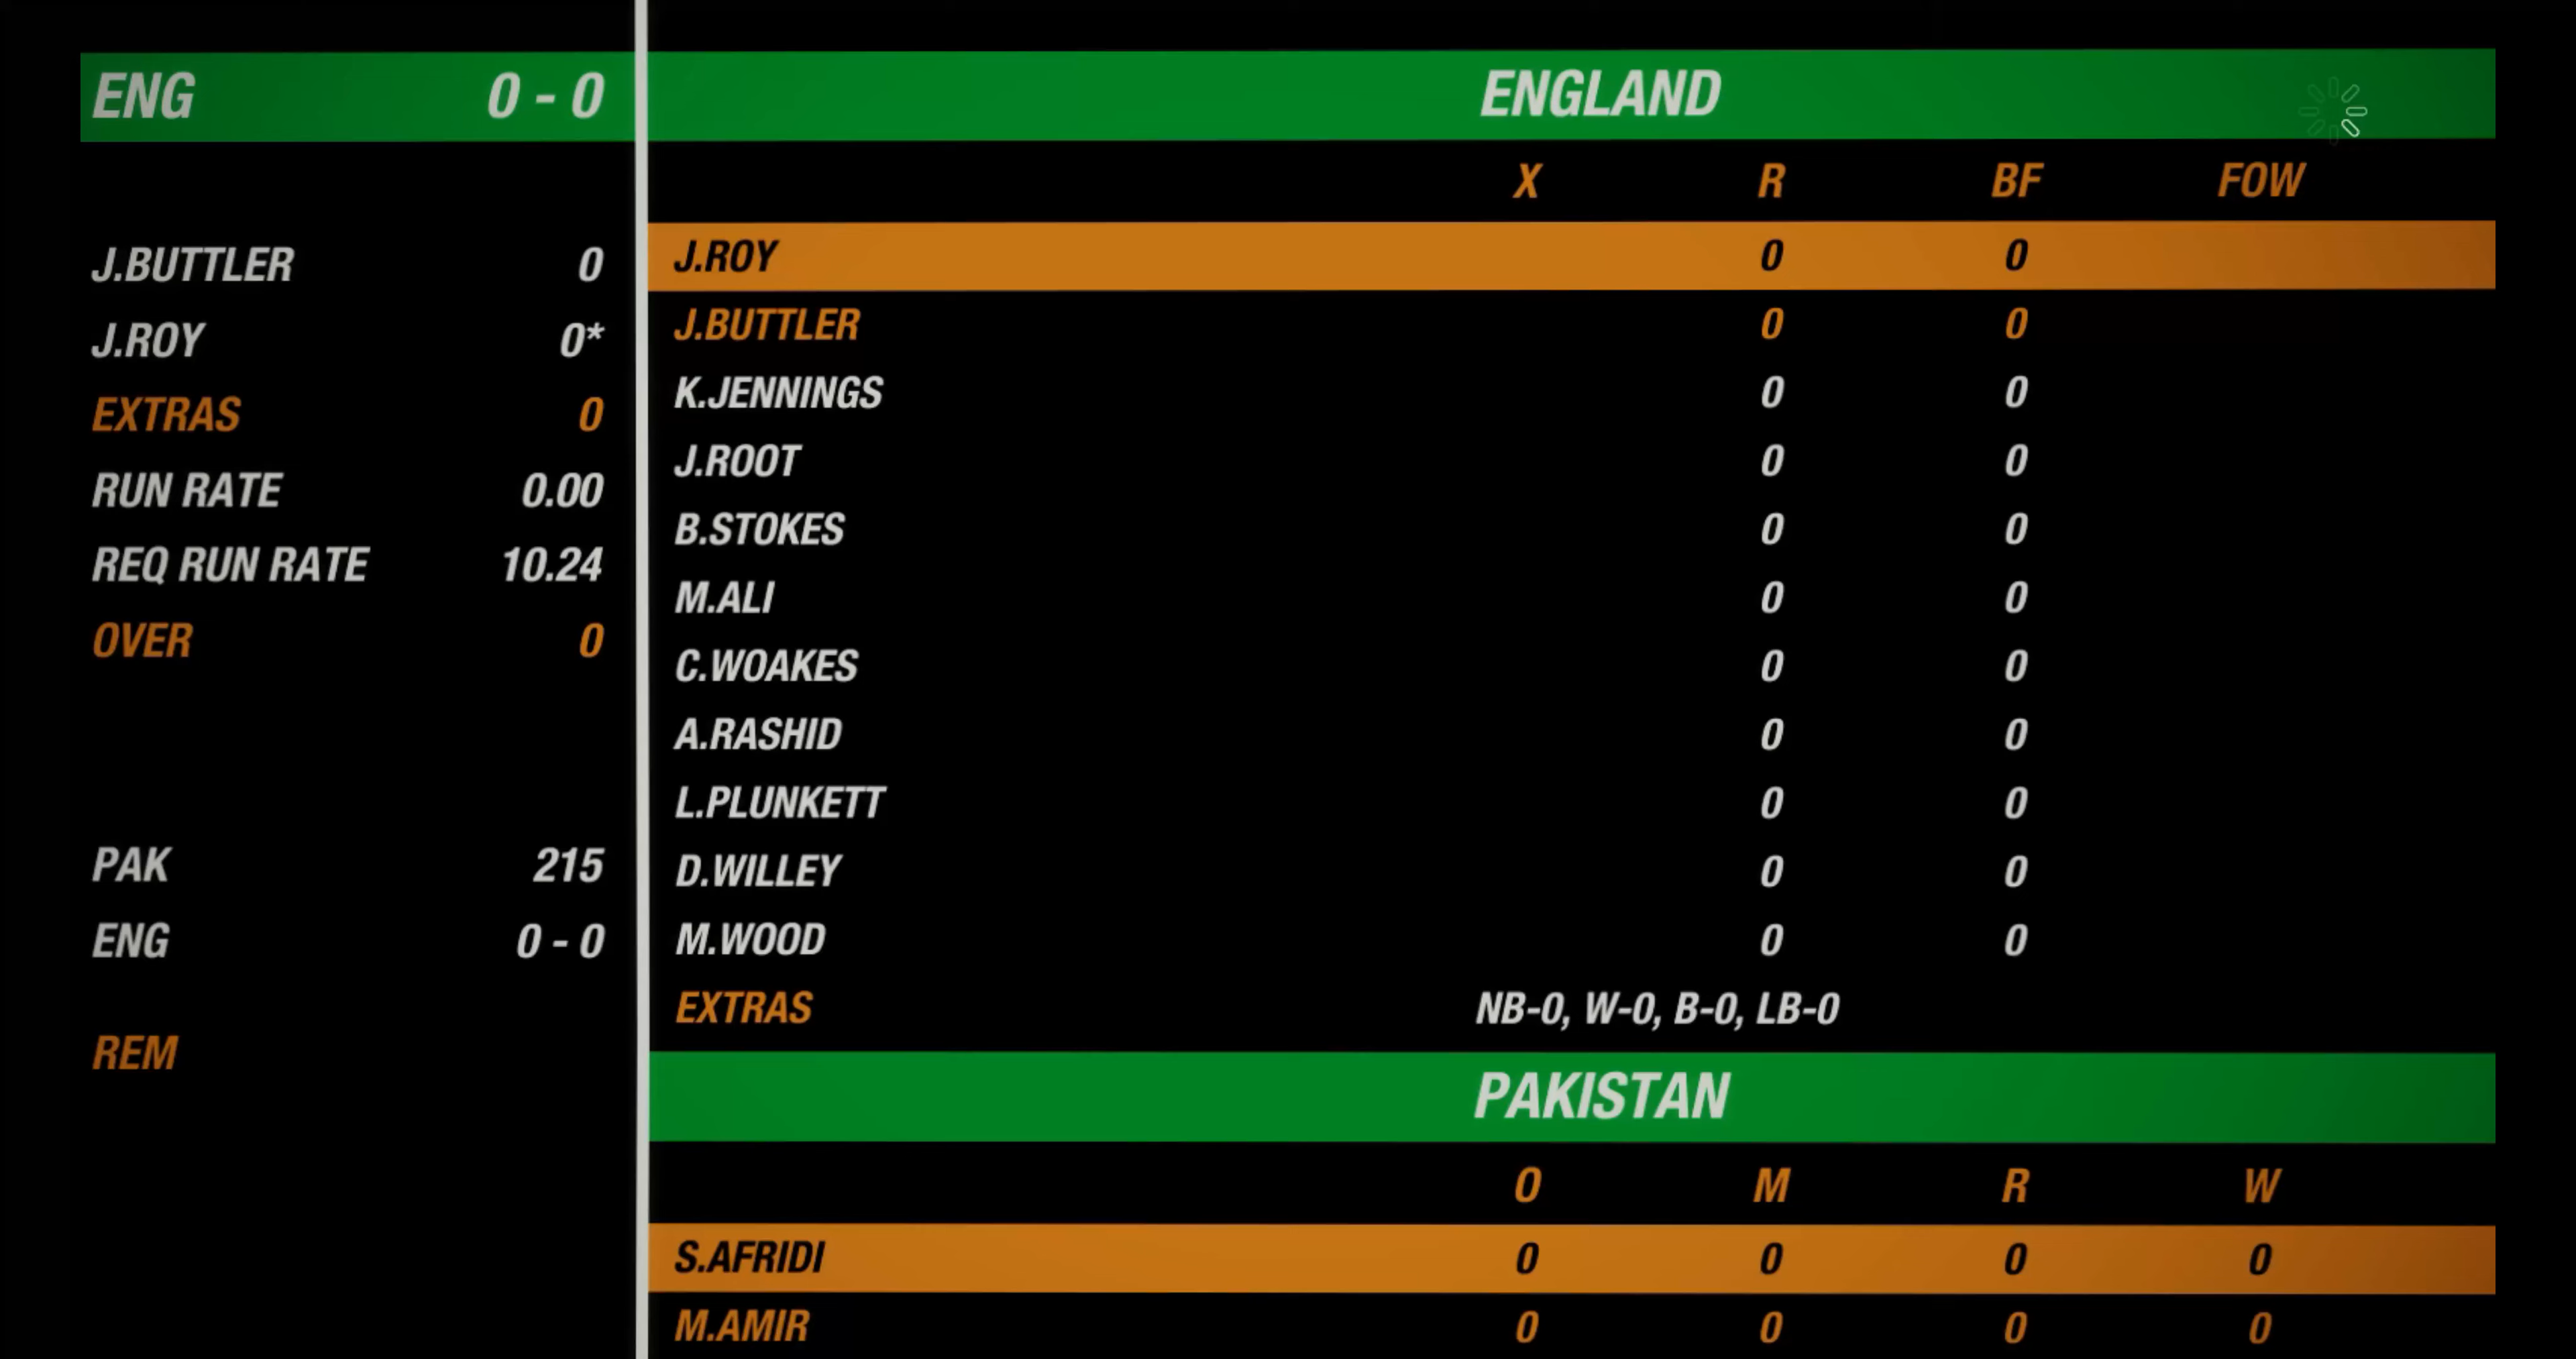 ENG 0 - 0
J.BUTTLER 0
J.ROY 0*
EXTRAS 0
RUN RATE 0.00
REQ RUN RATE 10.24
OVER 0
PAK 215
ENG 0 - 0
REM
ENGLAND
X R BF FOW
J.ROY 0 0
J.BUTTLER 0 0
K.JENNINGS 0 0
J.ROOT 0 0
B.STOKES 0 0
M.ALI 0 0
C.WOAKES 0 0
A.RASHID 0 0
L.PLUNKETT 0 0
D.WILLEY 0 0
M.WOOD 0 0
EXTRAS NB-0, W-0, B-0, LB-0
PAKISTAN
O M R W
S.AFRIDI 0 0 0 0
M.AMIR 0 0 0 0